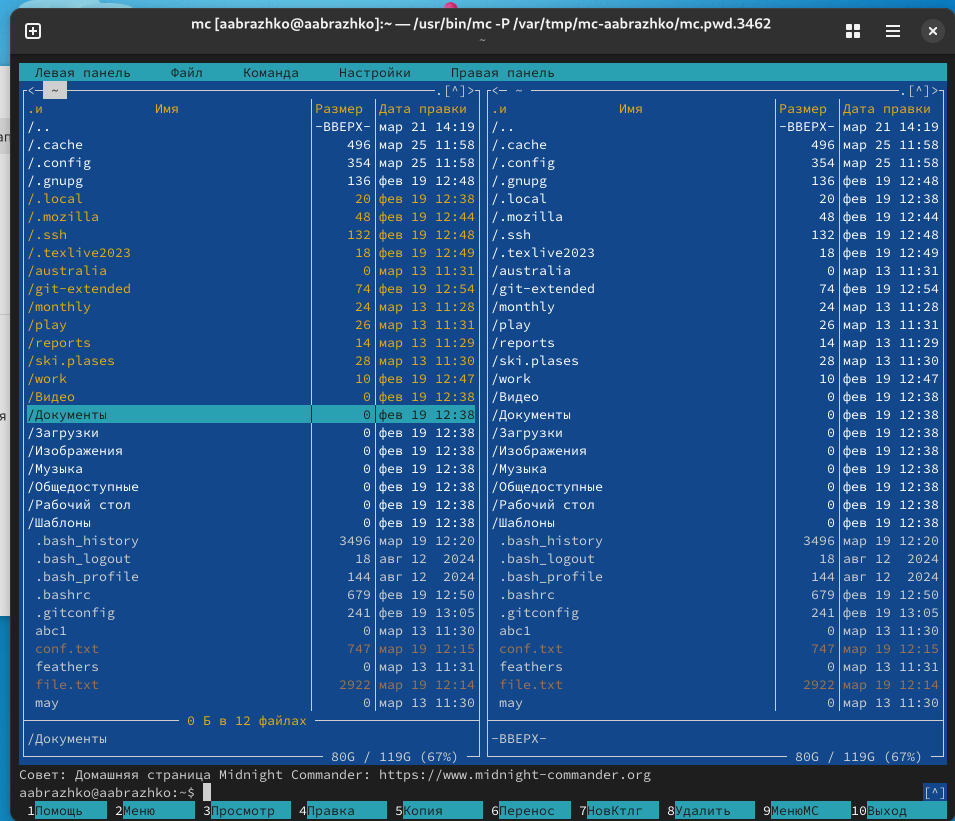 mc [aabrazhko@aabrazhko]:~ — /usr/bin/mc -P /var/tmp/mc-aabrazhko/mc.pwd.3462
~
Левая панель Файл Команда Настройки Правая панель
<— ~ .[^]> <— ~ .[^]>
.и Имя Размер Дата правки .и Имя Размер Дата правки
/.. -ВВЕРХ- мар 21 14:19 /.. -ВВЕРХ- мар 21 14:19
/.cache 496 мар 25 11:58 /.cache 496 мар 25 11:58
/.config 354 мар 25 11:58 /.config 354 мар 25 11:58
/.gnupg 136 фев 19 12:48 /.gnupg 136 фев 19 12:48
/.local 20 фев 19 12:38 /.local 20 фев 19 12:38
/.mozilla 48 фев 19 12:44 /.mozilla 48 фев 19 12:44
/.ssh 132 фев 19 12:48 /.ssh 132 фев 19 12:48
/.texlive2023 18 фев 19 12:49 /.texlive2023 18 фев 19 12:49
/australia 0 мар 13 11:31 /australia 0 мар 13 11:31
/git-extended 74 фев 19 12:54 /git-extended 74 фев 19 12:54
/monthly 24 мар 13 11:28 /monthly 24 мар 13 11:28
/play 26 мар 13 11:31 /play 26 мар 13 11:31
/reports 14 мар 13 11:29 /reports 14 мар 13 11:29
/ski.plases 28 мар 13 11:30 /ski.plases 28 мар 13 11:30
/work 10 фев 19 12:47 /work 10 фев 19 12:47
/Видео 0 фев 19 12:38 /Видео 0 фев 19 12:38
/Документы 0 фев 19 12:38 /Документы 0 фев 19 12:38
/Загрузки 0 фев 19 12:38 /Загрузки 0 фев 19 12:38
/Изображения 0 фев 19 12:38 /Изображения 0 фев 19 12:38
/Музыка 0 фев 19 12:38 /Музыка 0 фев 19 12:38
/Общедоступные 0 фев 19 12:38 /Общедоступные 0 фев 19 12:38
/Рабочий стол 0 фев 19 12:38 /Рабочий стол 0 фев 19 12:38
/Шаблоны 0 фев 19 12:38 /Шаблоны 0 фев 19 12:38
.bash_history 3496 мар 19 12:20 .bash_history 3496 мар 19 12:20
.bash_logout 18 авг 12 2024 .bash_logout 18 авг 12 2024
.bash_profile 144 авг 12 2024 .bash_profile 144 авг 12 2024
.bashrc 679 фев 19 12:50 .bashrc 679 фев 19 12:50
.gitconfig 241 фев 19 13:05 .gitconfig 241 фев 19 13:05
abc1 0 мар 13 11:30 abc1 0 мар 13 11:30
conf.txt 747 мар 19 12:15 conf.txt 747 мар 19 12:15
feathers 0 мар 13 11:31 feathers 0 мар 13 11:31
file.txt 2922 мар 19 12:14 file.txt 2922 мар 19 12:14
may 0 мар 13 11:30 may 0 мар 13 11:30
0 Б в 12 файлах
/Документы -ВВЕРХ-
80G / 119G (67%) 80G / 119G (67%)
Совет: Домашняя страница Midnight Commander: https://www.midnight-commander.org
aabrazhko@aabrazhko:~$ [^]
1Помощь 2Меню 3Просмотр 4Правка 5Копия 6Перенос 7НовКтлг 8Удалить 9МенюMC 10Выход